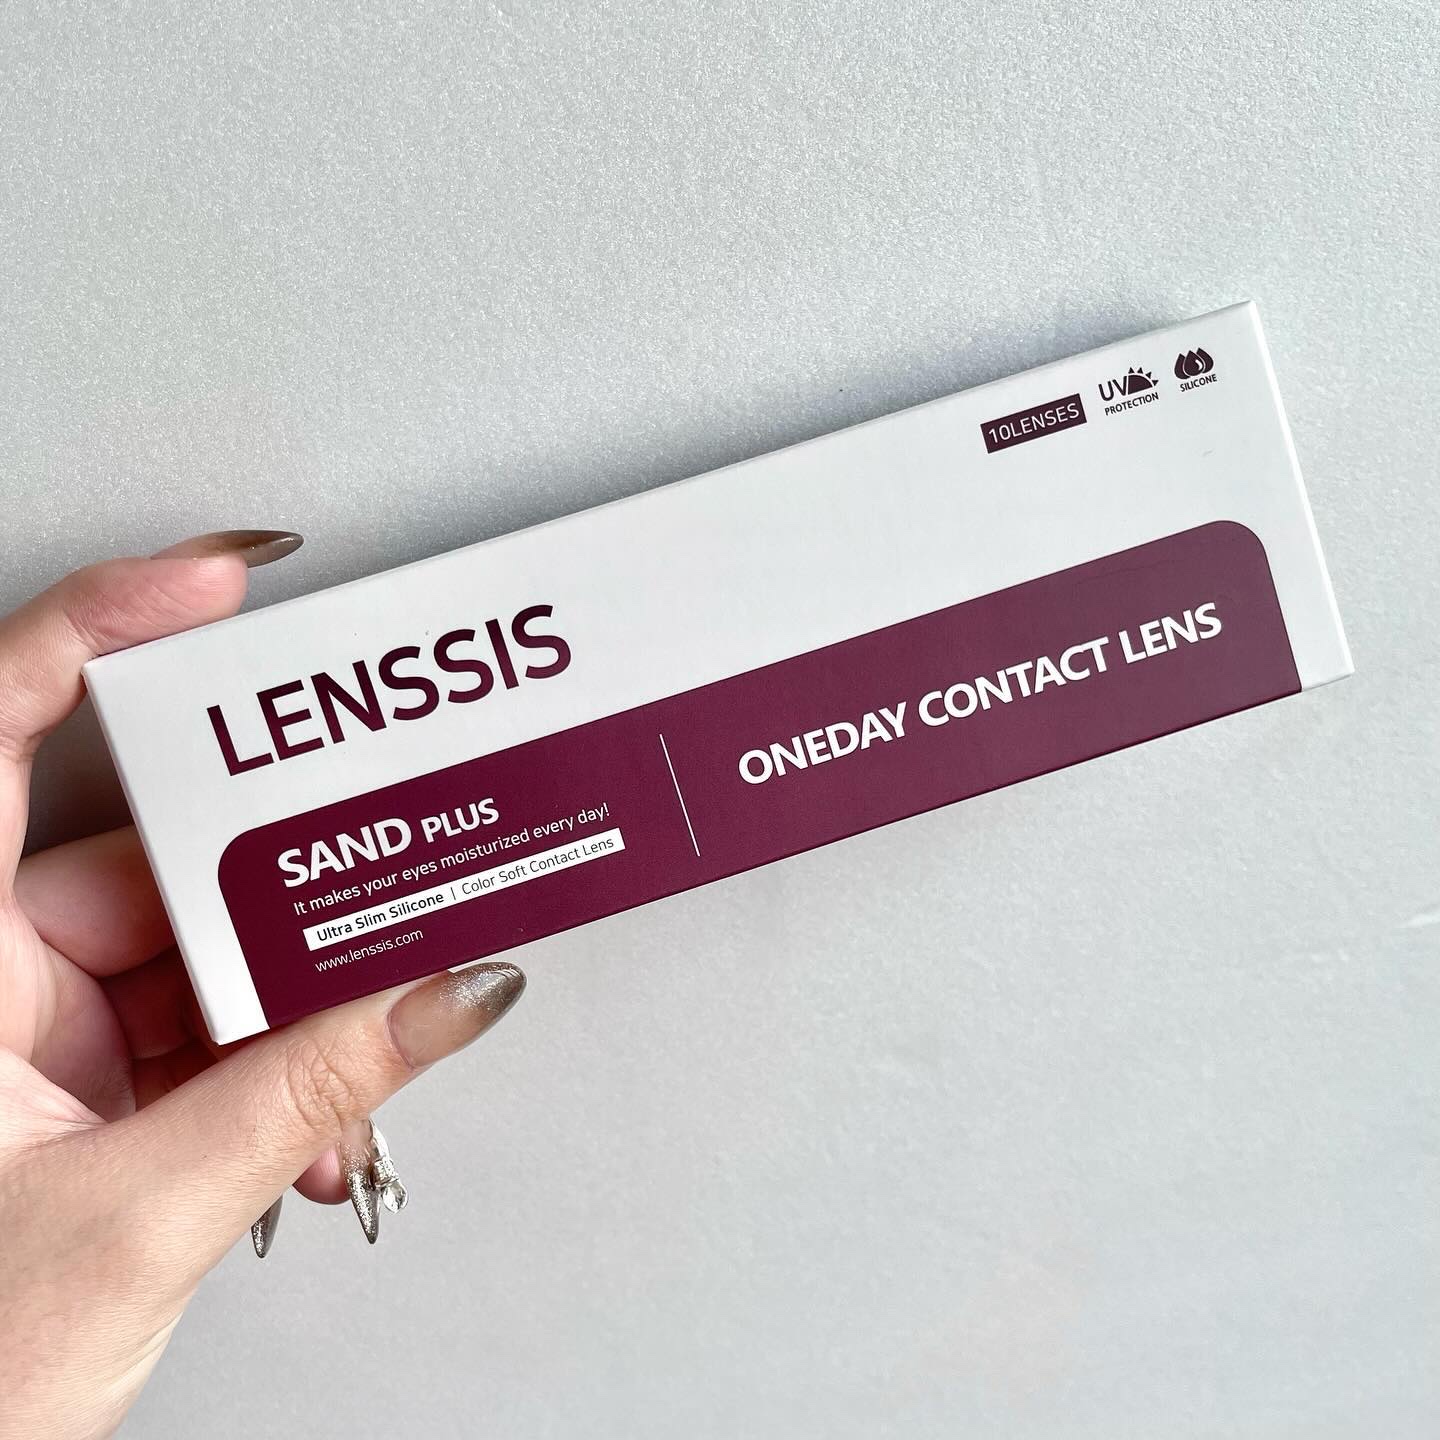 10LENSES
UV
PROTECTION
SILICONE
LENSSIS
SAND PLUS
It makes your eyes moisturized every day!
Ultra Slim Silicone | Color Soft Contact Lens
www.lenssis.com
ONEDAY CONTACT LENS